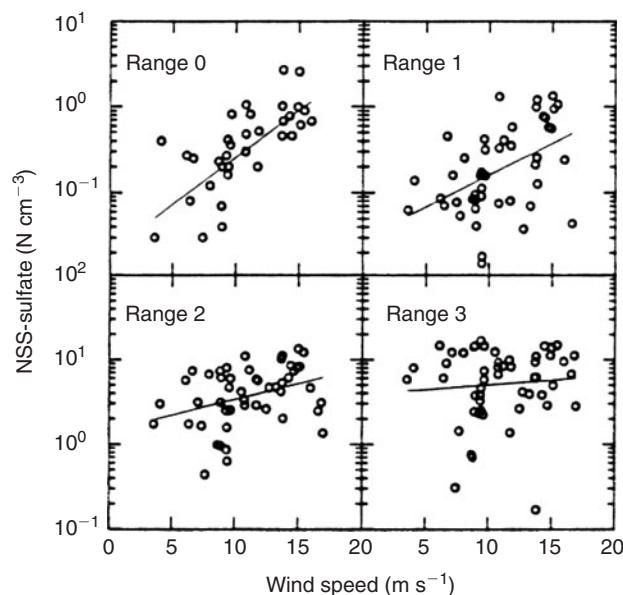 10¹
Range 0
Range 1
10⁰
10⁻¹
NSS-sulfate (N cm⁻³)
10²
Range 2
Range 3
10¹
10⁰
10⁻¹
0 5 10 15 0 5 10 15 20
Wind speed (m s⁻¹)